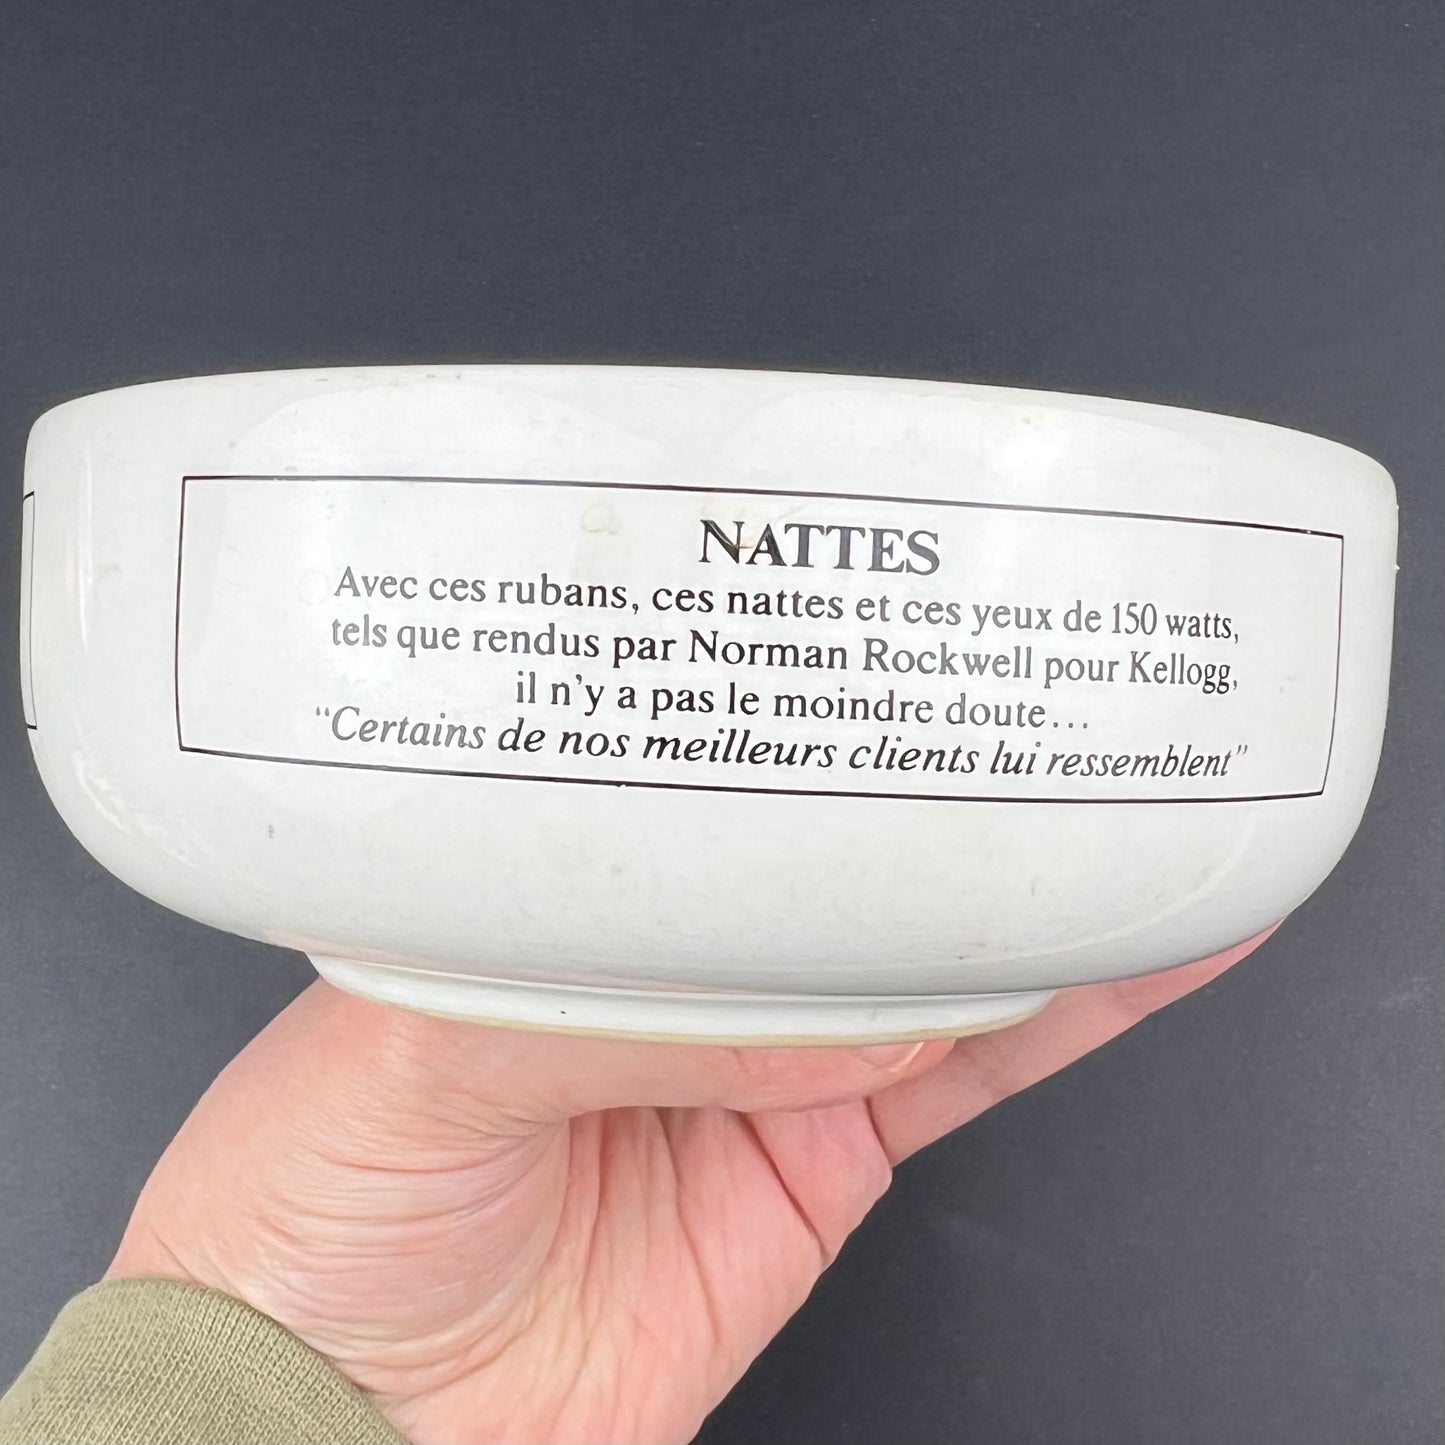 NATTES
Avec ces rubans, ces nattes et ces yeux de 150 watts,
tels que rendus par Norman Rockwell pour Kellogg,
il n'y a pas le moindre doute...
“Certains de nos meilleurs clients lui ressemblent”